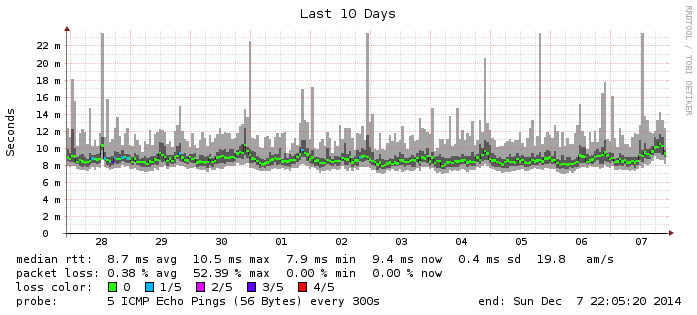 Last 10 Days
RRDTOOL / TOBI OETIKER
Seconds
22 m
20 m
18 m
16 m
14 m
12 m
10 m
8 m
6 m
4 m
2 m
0
28 29 30 01 02 03 04 05 06 07
median rtt: 8.7 ms avg 10.5 ms max 7.9 ms min 9.4 ms now 0.4 ms sd 19.8 am/s
packet loss: 0.38 % avg 52.39 % max 0.00 % min 0.00 % now
loss color: 0 1/5 2/5 3/5 4/5
probe: 5 ICMP Echo Pings (56 Bytes) every 300s end: Sun Dec 7 22:05:20 2014